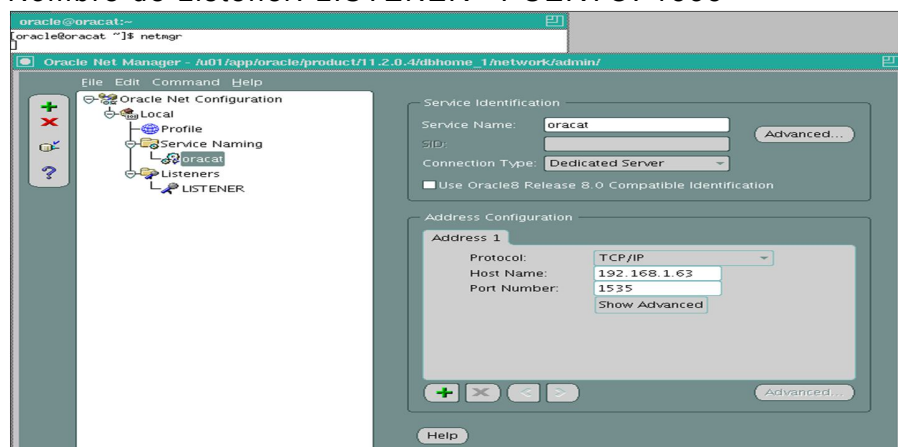 oracle@oracat:~
[oracle@oracat ~]$ netmgr
Oracle Net Manager - /u01/app/oracle/product/11.2.0.4/dbhome_1/network/admin/
File Edit Command Help
Oracle Net Configuration
Local
Profile
Service Naming
oracat
Listeners
LISTENER
Service Identification
Service Name: oracat
SID:
Connection Type: Dedicated Server
Use Oracle8 Release 8.0 Compatible Identification
Advanced...
Address Configuration
Address 1
Protocol: TCP/IP
Host Name: 192.168.1.63
Port Number: 1535
Show Advanced
Advanced...
Help